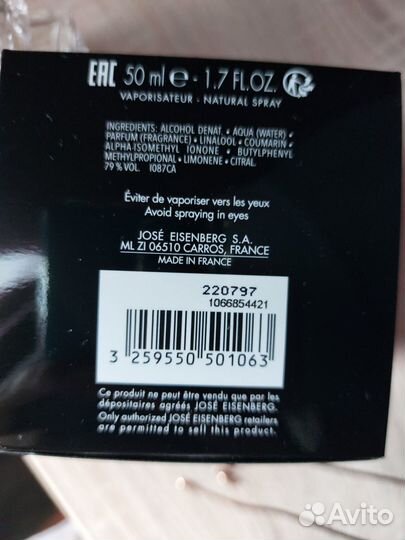 EAC 50 ml e - 1.7 FL.OZ.
VAPORISATEUR - NATURAL SPRAY
INGREDIENTS: ALCOHOL DENAT. • AQUA (WATER) •
PARFUM (FRAGRANCE) • LINALOOL • COUMARIN •
ALPHA-ISOMETHYL IONONE • BUTYLPHENYL
METHYLPROPIONAL • LIMONENE • CITRAL.
79 % VOL. I087CA
Éviter de vaporiser vers les yeux
Avoid spraying in eyes
JOSÉ EISENBERG S.A.
ML ZI 06510 CARROS, FRANCE
MADE IN FRANCE
220797
1066854421
3 259550 501063
Ce produit ne peut être vendu que par les
dépositaires agréés JOSÉ EISENBERG.
Only authorized JOSÉ EISENBERG retailers
are permitted to sell this product.
Avito